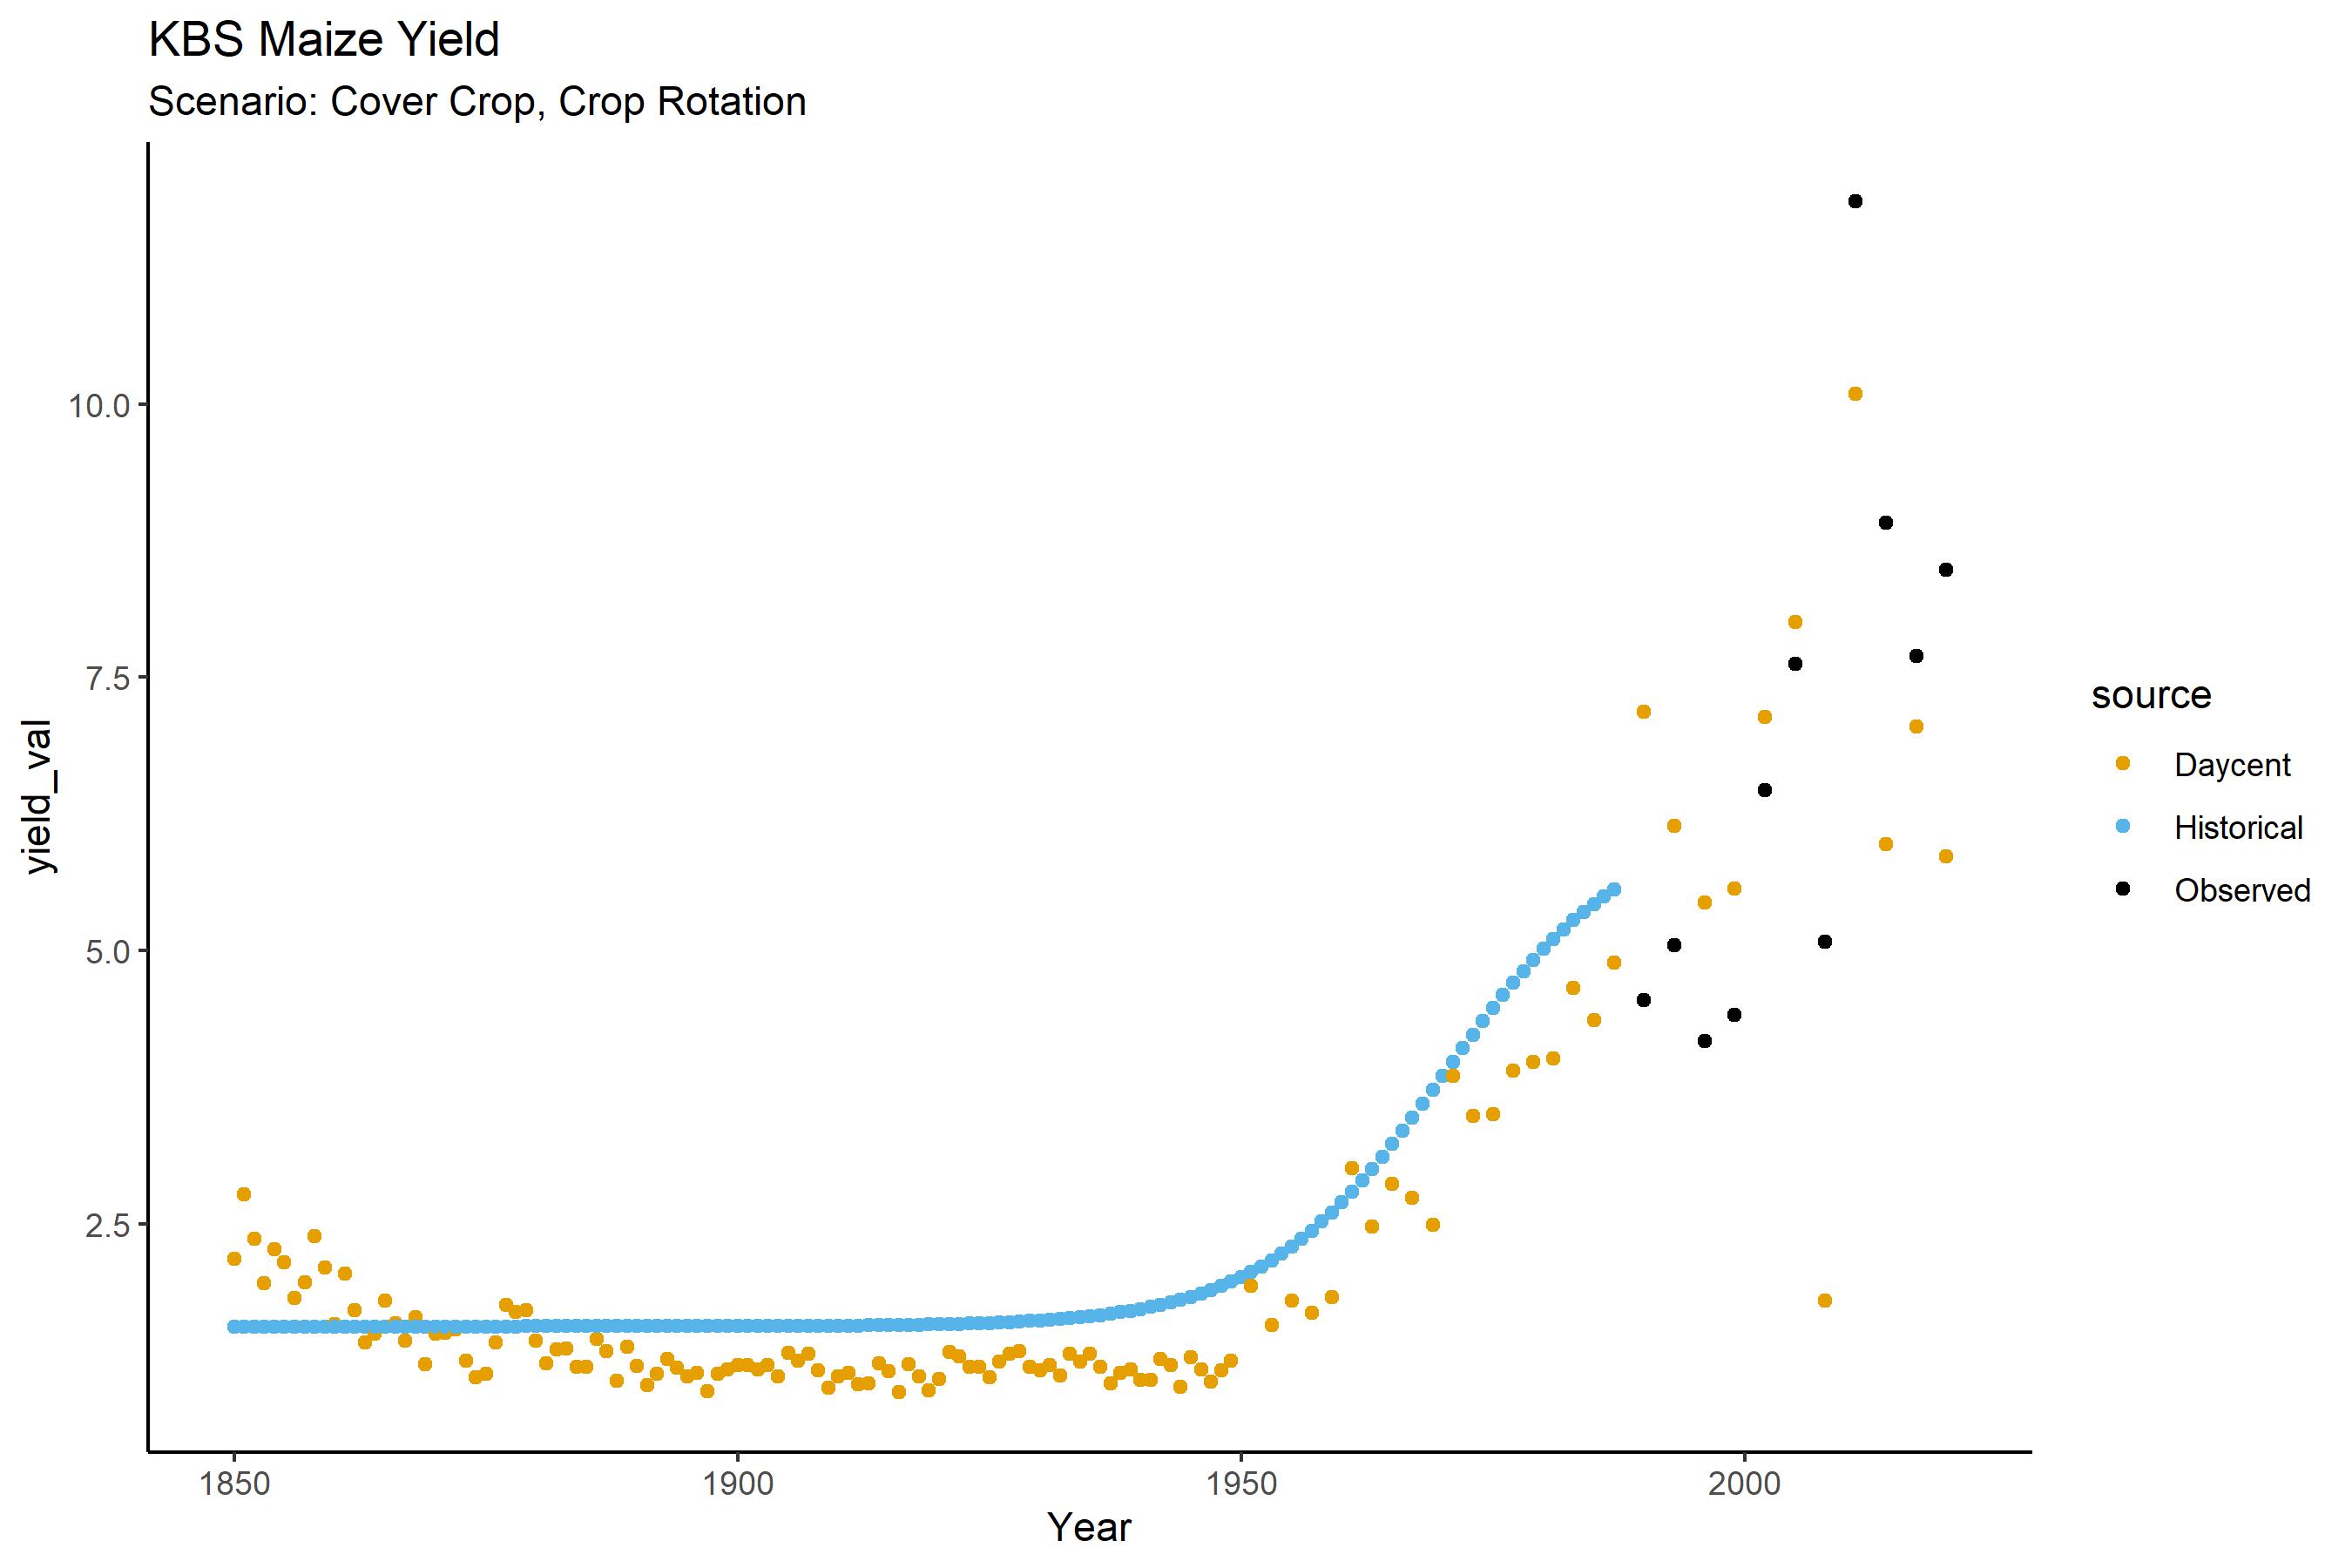 KBS Maize Yield
Scenario: Cover Crop, Crop Rotation
yield_val
10.0
7.5
5.0
2.5
1850 1900 1950 2000
Year
source
Daycent
Historical
Observed